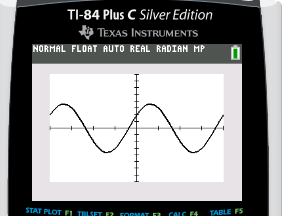 TI-84 Plus C Silver Edition
TEXAS INSTRUMENTS
NORMAL FLOAT AUTO REAL RADIAN MP
STAT PLOT F1 TBLSET F2 FORMAT F3 CALC F4 TABLE F5